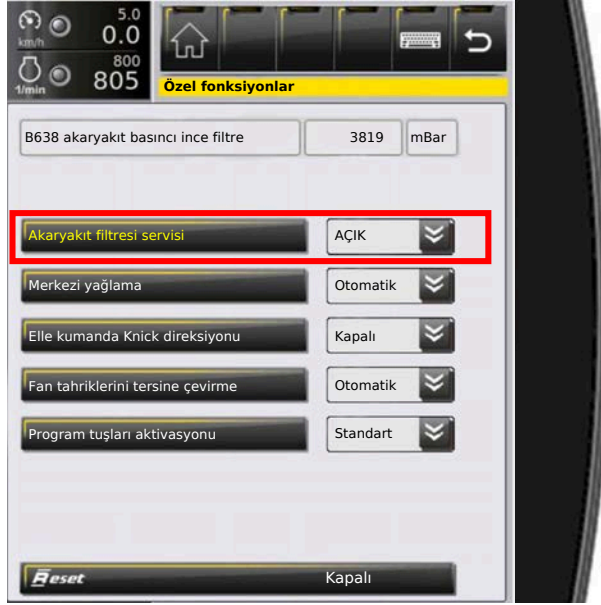 5.0
km/h 0.0
800
1/min 805
Özel fonksiyonlar
B638 akaryakıt basıncı ince filtre 3819 mBar
Akaryakıt filtresi servisi AÇIK
Merkezi yağlama Otomatik
Elle kumanda Knick direksiyonu Kapalı
Fan tahriklerini tersine çevirme Otomatik
Program tuşları aktivasyonu Standart
Reset Kapalı